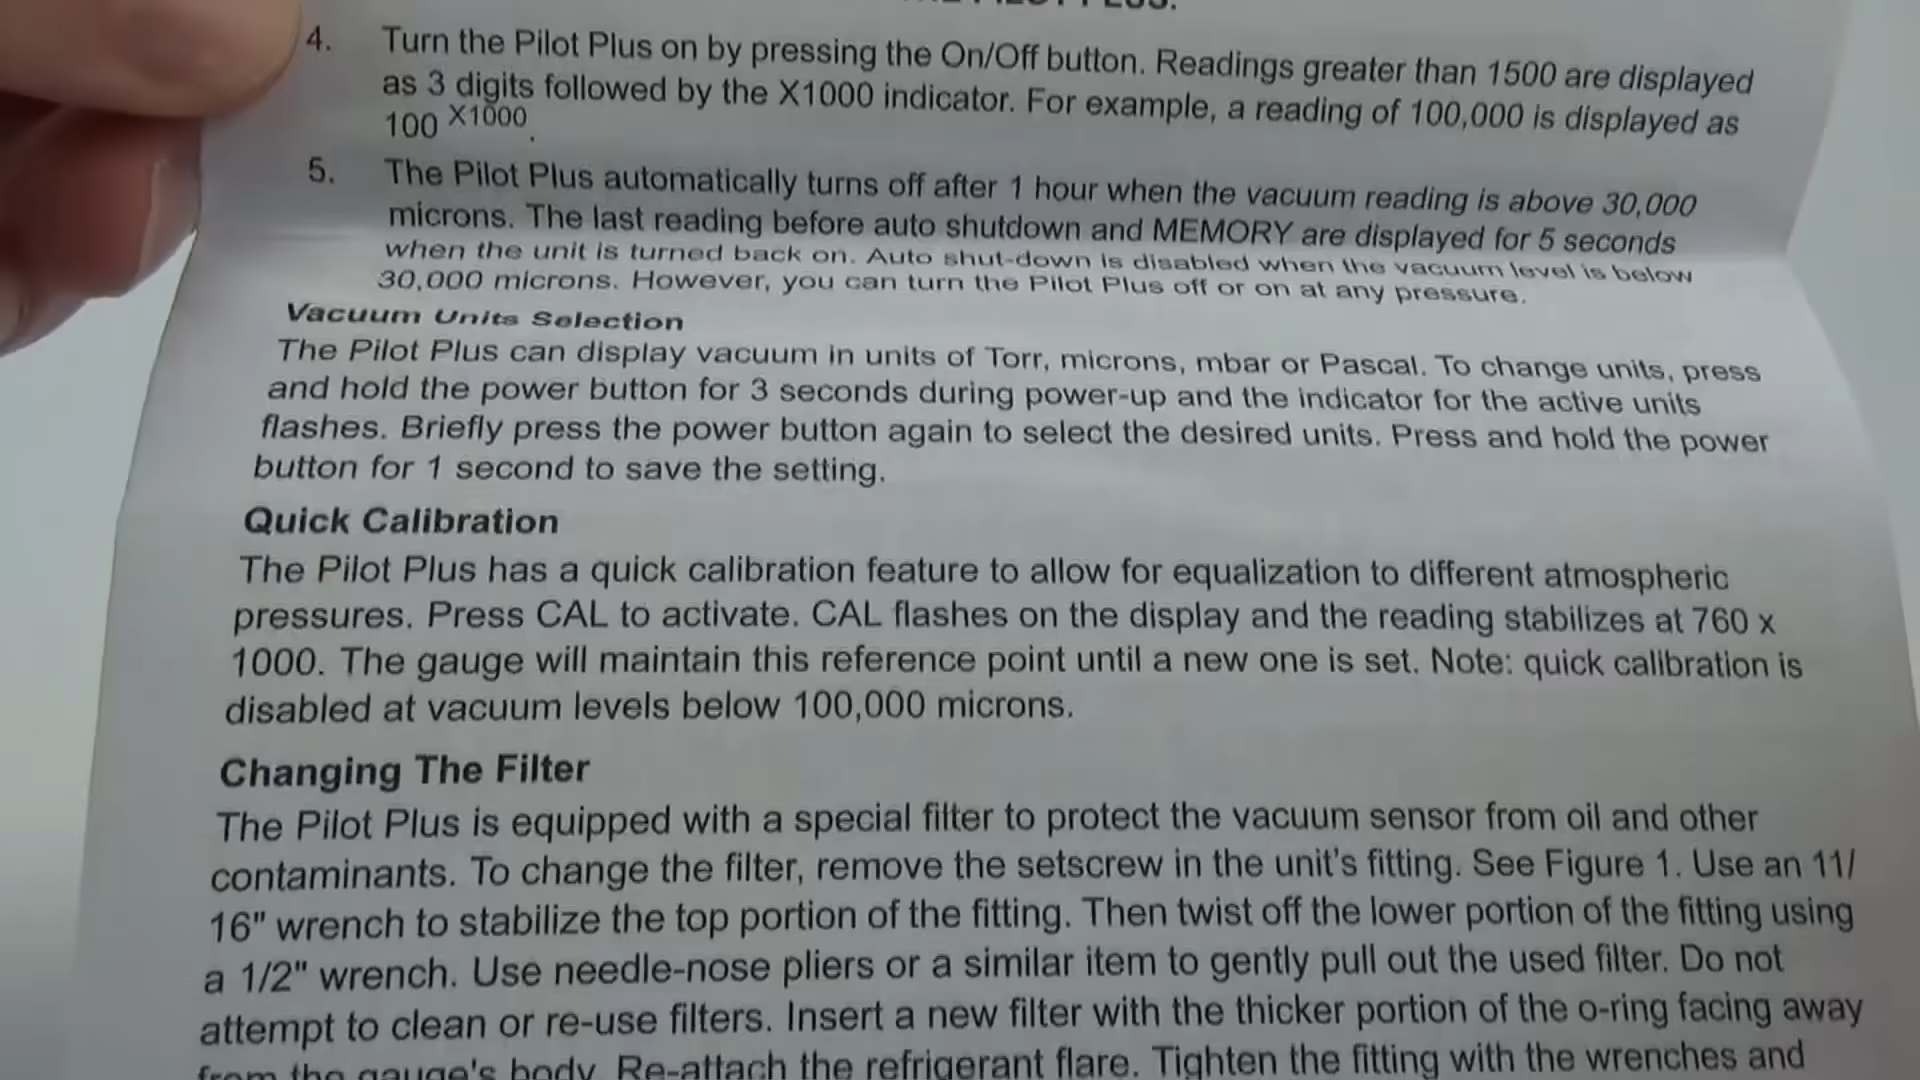 4. Turn the Pilot Plus on by pressing the On/Off button. Readings greater than 1500 are displayed
as 3 digits followed by the X1000 indicator. For example, a reading of 100,000 is displayed as
100 X1000.
5. The Pilot Plus automatically turns off after 1 hour when the vacuum reading is above 30,000
microns. The last reading before auto shutdown and MEMORY are displayed for 5 seconds
when the unit is turned back on. Auto shut-down is disabled when the vacuum level is below
30,000 microns. However, you can turn the Pilot Plus off or on at any pressure.
Vacuum Units Selection
The Pilot Plus can display vacuum in units of Torr, microns, mbar or Pascal. To change units, press
and hold the power button for 3 seconds during power-up and the indicator for the active units
flashes. Briefly press the power button again to select the desired units. Press and hold the power
button for 1 second to save the setting.
Quick Calibration
The Pilot Plus has a quick calibration feature to allow for equalization to different atmospheric
pressures. Press CAL to activate. CAL flashes on the display and the reading stabilizes at 760 x
1000. The gauge will maintain this reference point until a new one is set. Note: quick calibration is
disabled at vacuum levels below 100,000 microns.
Changing The Filter
The Pilot Plus is equipped with a special filter to protect the vacuum sensor from oil and other
contaminants. To change the filter, remove the setscrew in the unit's fitting. See Figure 1. Use an 11/
16" wrench to stabilize the top portion of the fitting. Then twist off the lower portion of the fitting using
a 1/2" wrench. Use needle-nose pliers or a similar item to gently pull out the used filter. Do not
attempt to clean or re-use filters. Insert a new filter with the thicker portion of the o-ring facing away
from the gauge's body. Re-attach the refrigerant flare. Tighten the fitting with the wrenches and